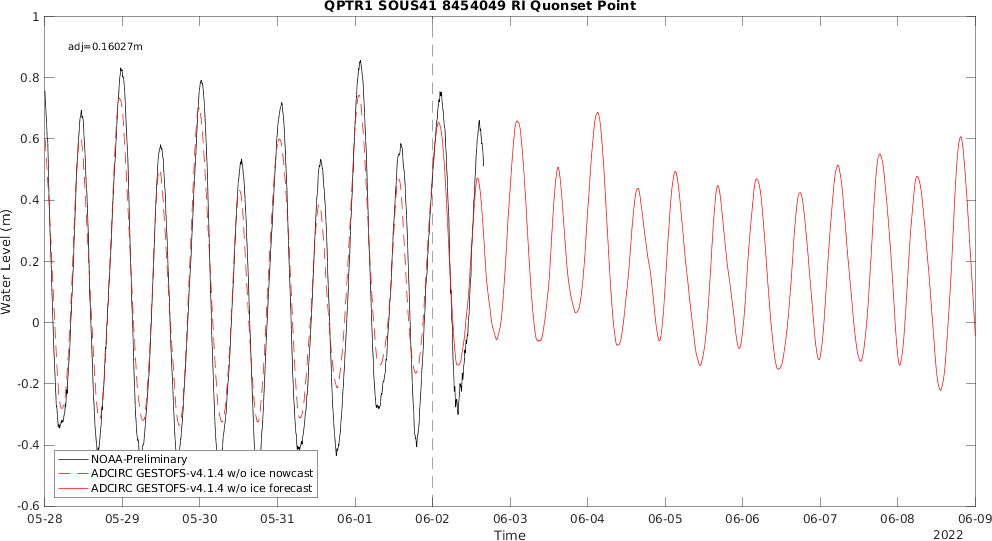 QPTR1 SOUS41 8454049 RI Quonset Point
adj=0.16027m
Water Level (m)
1
0.8
0.6
0.4
0.2
0
-0.2
-0.4
-0.6
NOAA-Preliminary
ADCIRC GESTOFS-v4.1.4 w/o ice nowcast
ADCIRC GESTOFS-v4.1.4 w/o ice forecast
05-28 05-29 05-30 05-31 06-01 06-02 06-03 06-04 06-05 06-06 06-07 06-08 06-09
Time
2022